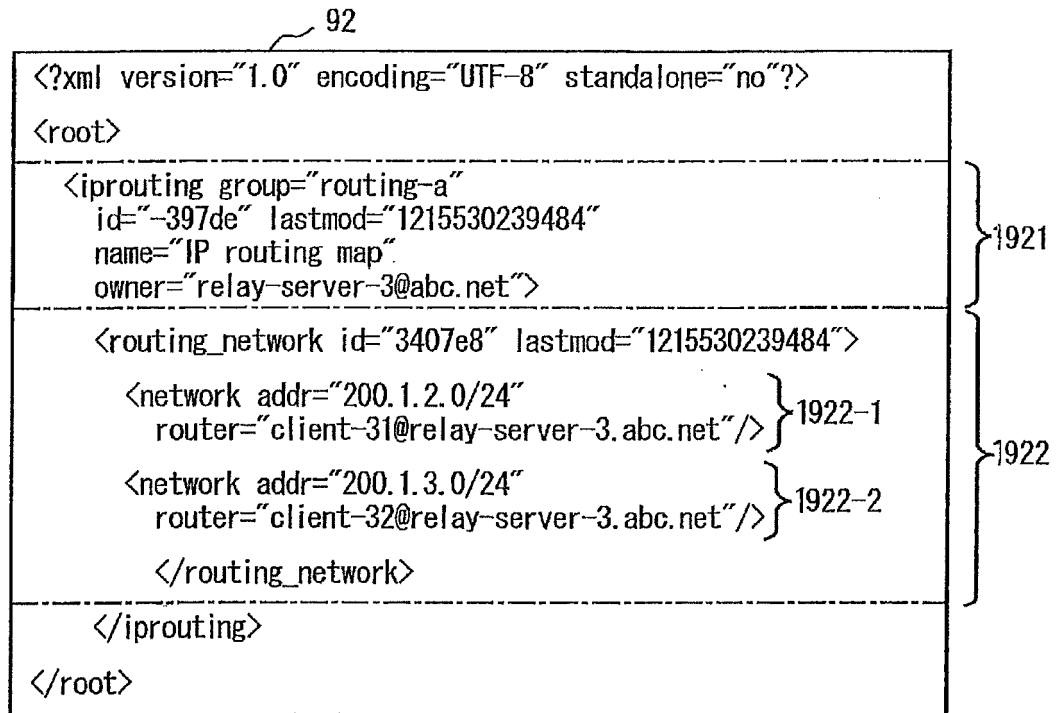 92
<?xml version="1.0" encoding="UTF-8" standalone="no"?>
<root>
<iprouting group="routing-a"
id="-397de" lastmod="1215530239484"
name="IP routing map"
owner="relay-server-3@abc.net">
1921
<routing_network id="3407e8" lastmod="1215530239484">
<network addr="200.1.2.0/24"
router="client-31@relay-server-3.abc.net"/>
1922-1
1922
<network addr="200.1.3.0/24"
router="client-32@relay-server-3.abc.net"/>
1922-2
</routing_network>
</iprouting>
</root>